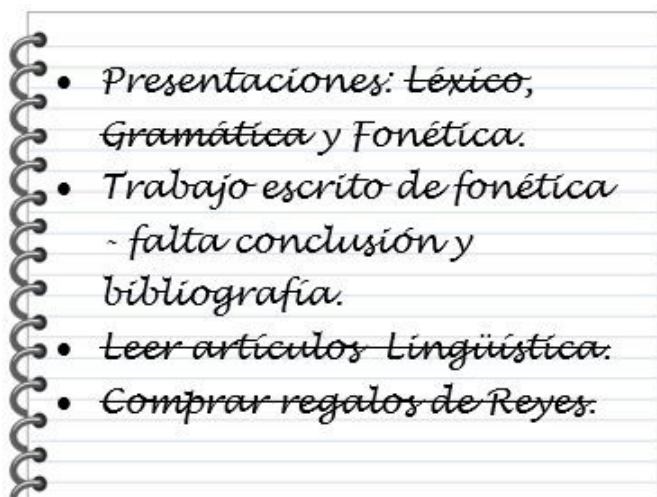 • Presentaciones: Léxico,
Gramática y Fonética.
• Trabajo escrito de fonética
- falta conclusión y
bibliografía.
• Leer artículos Lingüística.
• Comprar regalos de Reyes.